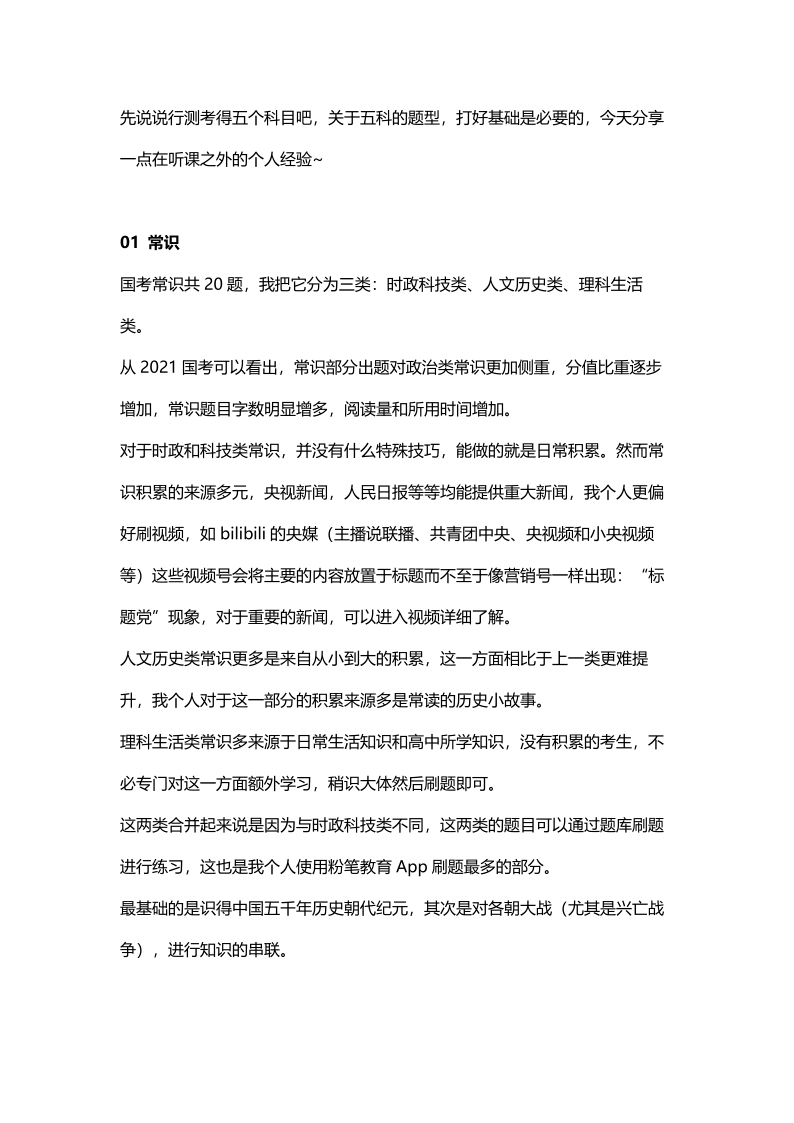 先说说行测考得五个科目吧，关于五科的题型，打好基础是必要的，今天分享
一点在听课之外的个人经验~
01 常识
国考常识共 20 题，我把它分为三类：时政科技类、人文历史类、理科生活
类。
从 2021 国考可以看出，常识部分出题对政治类常识更加侧重，分值比重逐步
增加，常识题目字数明显增多，阅读量和所用时间增加。
对于时政和科技类常识，并没有什么特殊技巧，能做的就是日常积累。然而常
识积累的来源多元，央视新闻，人民日报等等均能提供重大新闻，我个人更偏
好刷视频，如 bilibili 的央媒（主播说联播、共青团中央、央视频和小央视频
等）这些视频号会将主要的内容放置于标题而不至于像营销号一样出现：“标
题党”现象，对于重要的新闻，可以进入视频详细了解。
人文历史类常识更多是来自从小到大的积累，这一方面相比于上一类更难提
升，我个人对于这一部分的积累来源多是常读的历史小故事。
理科生活类常识多来源于日常生活知识和高中所学知识，没有积累的考生，不
必专门对这一方面额外学习，稍识大体然后刷题即可。
这两类合并起来说是因为与时政科技类不同，这两类的题目可以通过题库刷题
进行练习，这也是我个人使用粉笔教育 App 刷题最多的部分。
最基础的是识得中国五千年历史朝代纪元，其次是对各朝大战（尤其是兴亡战
争），进行知识的串联。